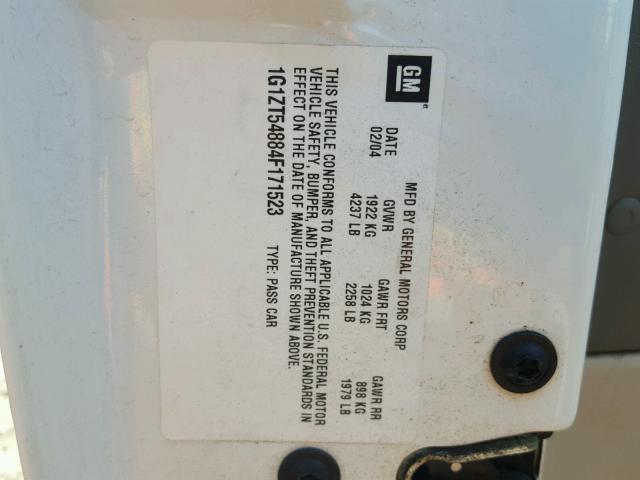 GM
MFD BY GENERAL MOTORS CORP
DATE GVWR GAWR FRT GAWR RR
02/04 1922 KG 1024 KG 898 KG
4237 LB 2258 LB 1979 LB
THIS VEHICLE CONFORMS TO ALL APPLICABLE U.S. FEDERAL MOTOR
VEHICLE SAFETY, BUMPER, AND THEFT PREVENTION STANDARDS IN
EFFECT ON THE DATE OF MANUFACTURE SHOWN ABOVE.
1G1ZT54884F171523 TYPE: PASS CAR